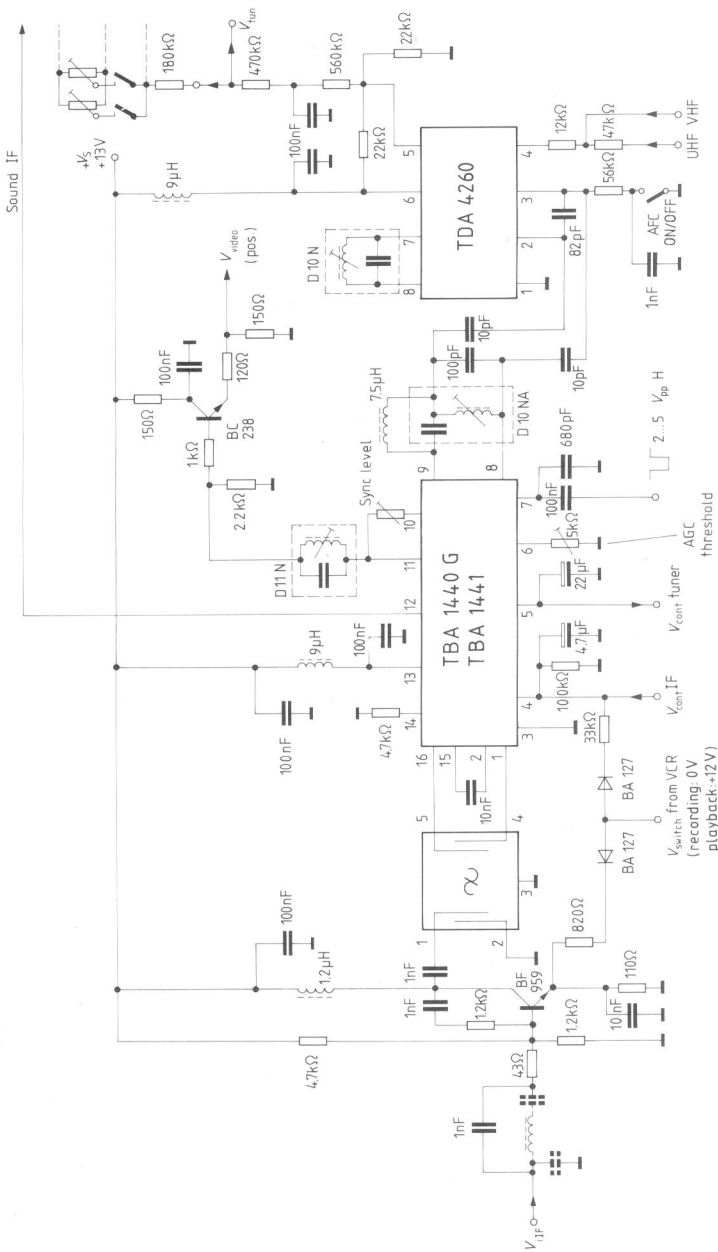 Sound IF
+V_S
+13V
180kΩ
V_tun
470kΩ
560kΩ
22kΩ
100nF
22kΩ
9µH
D 10 N
TDA 4260
8
7
6
5
1
2
3
4
12kΩ
47kΩ
UHF VHF
56kΩ
82pF
AFC
ON/OFF
1nF
V_video
(pos.)
150Ω
100nF
120Ω
150Ω
BC
238
1kΩ
2.2kΩ
D11 N
Sync level
7.5µH
10pF
100pF
10pF
D 10 NA
TBA 1440 G
TBA 1441
16
15
2
1
14
13
12
11
10
9
8
7
6
5
4
3
680pF
100nF
2...5 V_pp H
5kΩ
AGC
threshold
22µF
V_cont tuner
4.7µF
100kΩ
V_cont IF
33kΩ
BA 127
V_switch from VCR
(recording: 0V
playback: +12V)
BA 127
820Ω
9µH
100nF
100nF
4.7kΩ
10nF
5
4
3
1
2
100nF
1.2µH
1nF
1nF
1.2kΩ
BF
959
110Ω
10nF
1.2kΩ
4.7kΩ
43Ω
1nF
V_iIF